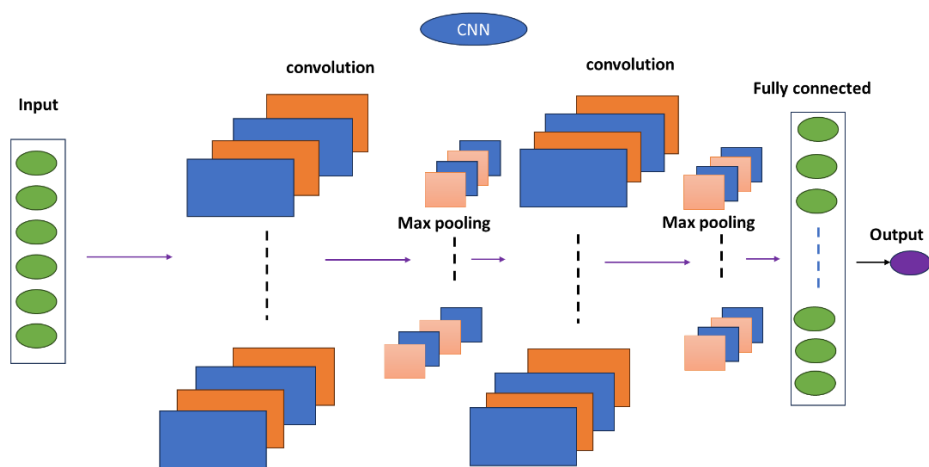 CNN
convolution
convolution
Fully connected
Input
Max pooling
Max pooling
Output